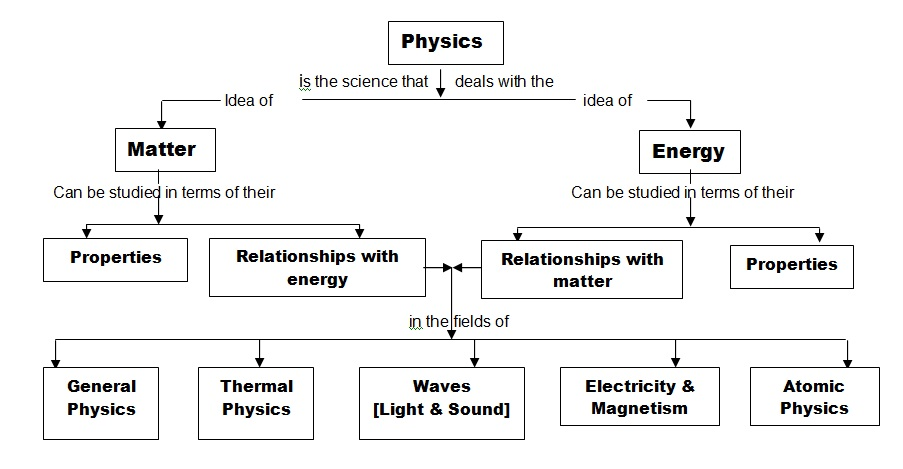 Physics
is the science that deals with the
Idea of idea of
Matter Energy
Can be studied in terms of their Can be studied in terms of their
Properties
Relationships with
energy
Relationships with
matter
Properties
in the fields of
General
Physics
Thermal
Physics
Waves
[Light & Sound]
Electricity &
Magnetism
Atomic
Physics